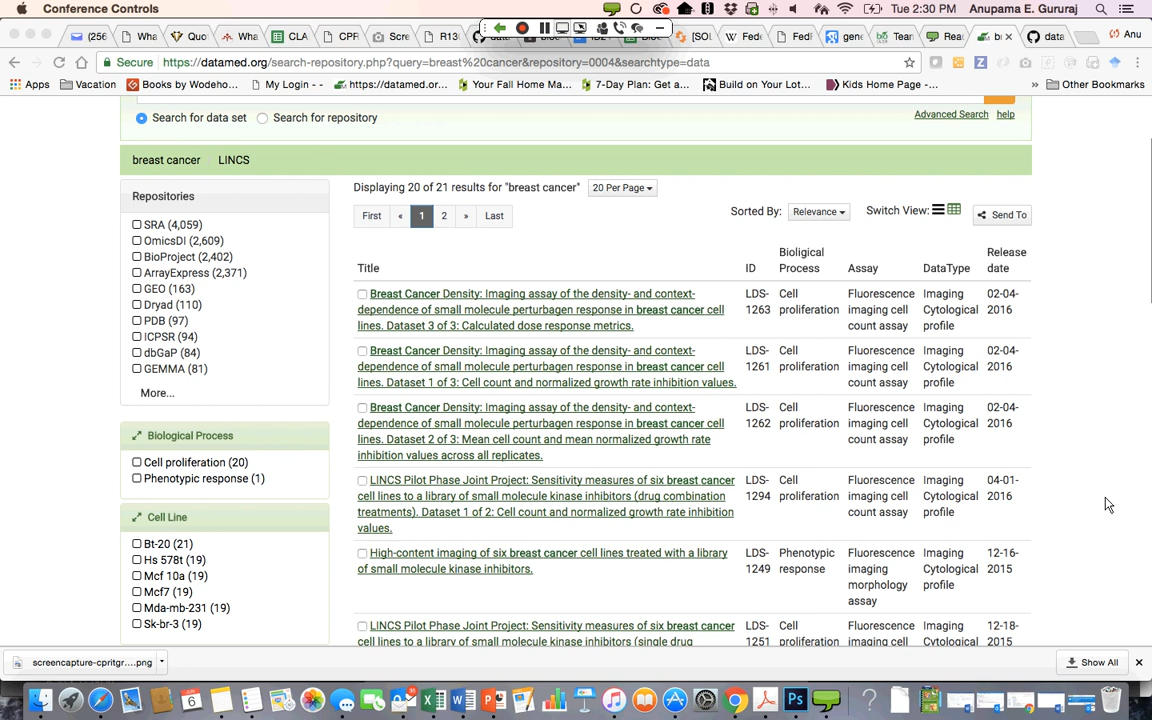 Conference Controls
Tue 2:30 PM Anupama E. Gururaj
(256
Wha
Quo
Wha
CLA
CPR
Scre
R13
[SOL
Fede
Fed
gene
Tean
Rea
b
data
Anu
Secure
https://datamed.org/search-repository.php?query=breast%20cancer&repository=0004&searchtype=data
Apps
Vacation
Books by Wodeho...
My Login -
https://datamed.or...
Your Fall Home Ma...
7-Day Plan: Get a...
Build on Your Lot...
Kids Home Page -...
»
Other Bookmarks
Search for data set
Search for repository
Advanced Search
help
breast cancer
LINCS
Repositories
SRA (4,059)
OmicsDI (2,609)
BioProject (2,402)
ArrayExpress (2,371)
GEO (163)
Dryad (110)
PDB (97)
ICPSR (94)
dbGaP (84)
GEMMA (81)
More...
Biological Process
Cell proliferation (20)
Phenotypic response (1)
Cell Line
Bt-20 (21)
Hs 578t (19)
Mcf 10a (19)
Mcf7 (19)
Mda-mb-231 (19)
Sk-br-3 (19)
Displaying 20 of 21 results for "breast cancer"
20 Per Page
First
«
1
2
»
Last
Sorted By:
Relevance
Switch View:
Send To
Title
ID
Bioligical
Process
Assay
DataType
Release
date
Breast Cancer Density: Imaging assay of the density- and context-
dependence of small molecule perturbagen response in breast cancer cell
lines. Dataset 3 of 3: Calculated dose response metrics.
LDS-
1263
Cell
proliferation
Fluorescence
imaging cell
count assay
Imaging
Cytological
profile
02-04-
2016
Breast Cancer Density: Imaging assay of the density- and context-
dependence of small molecule perturbagen response in breast cancer cell
lines. Dataset 1 of 3: Cell count and normalized growth rate inhibition values.
LDS-
1261
Cell
proliferation
Fluorescence
imaging cell
count assay
Imaging
Cytological
profile
02-04-
2016
Breast Cancer Density: Imaging assay of the density- and context-
dependence of small molecule perturbagen response in breast cancer cell
lines. Dataset 2 of 3: Mean cell count and mean normalized growth rate
inhibition values across all replicates.
LDS-
1262
Cell
proliferation
Fluorescence
imaging cell
count assay
Imaging
Cytological
profile
02-04-
2016
LINCS Pilot Phase Joint Project: Sensitivity measures of six breast cancer
cell lines to a library of small molecule kinase inhibitors (drug combination
treatments). Dataset 1 of 2: Cell count and normalized growth rate inhibition
values.
LDS-
1294
Cell
proliferation
Fluorescence
imaging cell
count assay
Imaging
Cytological
profile
04-01-
2016
High-content imaging of six breast cancer cell lines treated with a library
of small molecule kinase inhibitors.
LDS-
1249
Phenotypic
response
Fluorescence
imaging
morphology
assay
Imaging
Cytological
profile
12-16-
2015
LINCS Pilot Phase Joint Project: Sensitivity measures of six breast cancer
cell lines to a library of small molecule kinase inhibitors (single drug
LDS-
1251
Cell
proliferation
Fluorescence
imaging cell
Imaging
Cytological
12-18-
2015
screencapture-cpritgr....png
Show All